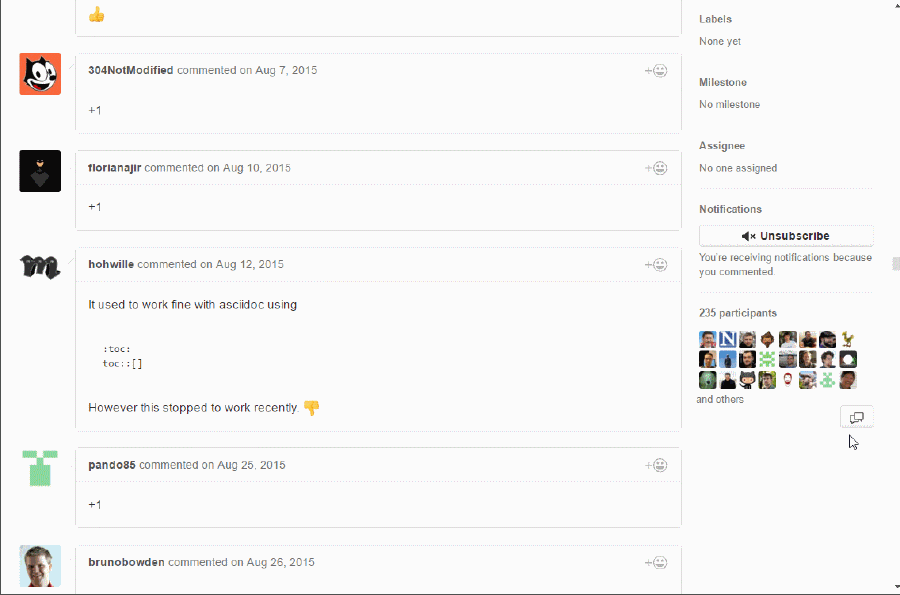 304NotModified commented on Aug 7, 2015
+1
florianajir commented on Aug 10, 2015
+1
hohwille commented on Aug 12, 2015
It used to work fine with asciidoc using
:toc:
toc::[]
However this stopped to work recently.
pando85 commented on Aug 25, 2015
+1
brunobowden commented on Aug 26, 2015
Labels
None yet
Milestone
No milestone
Assignee
No one assigned
Notifications
Unsubscribe
You're receiving notifications because
you commented.
235 participants
and others